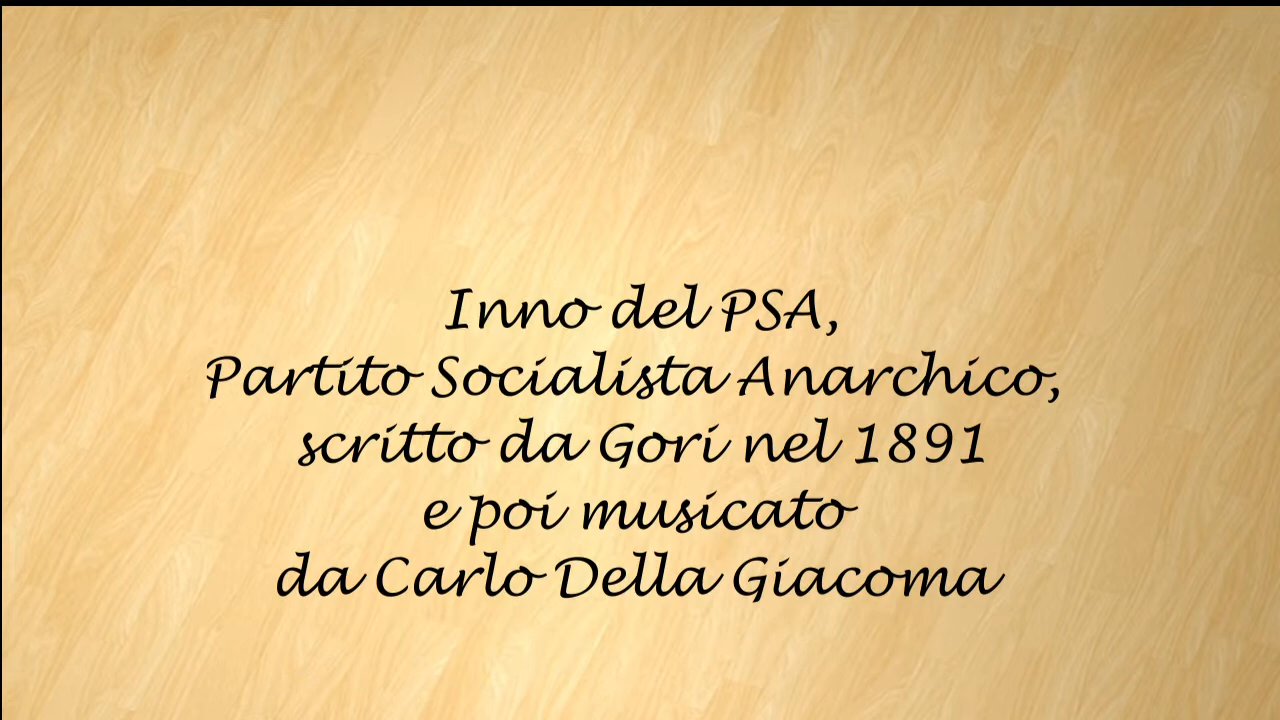 Inno del PSA,
Partito Socialista Anarchico,
scritto da Gori nel 1891
e poi musicato
da Carlo Della Giacoma